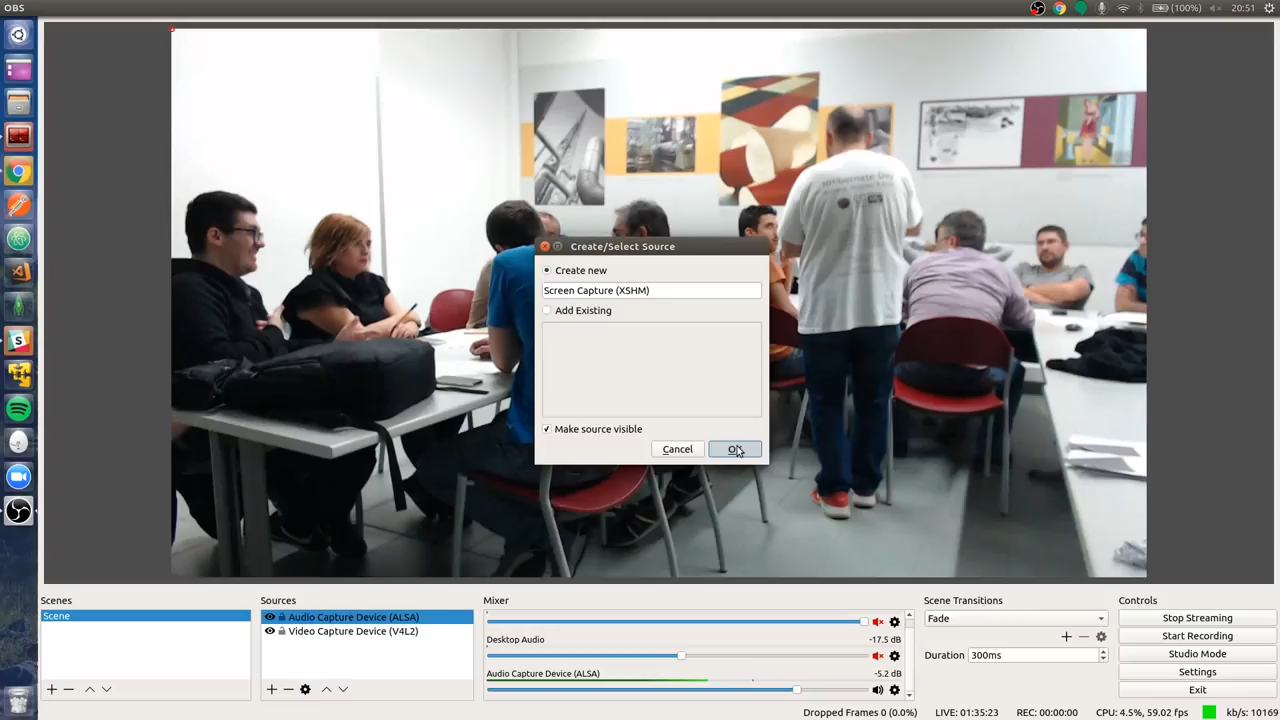 OBS
(100%)
20:51
Hibernate Day
Create/Select Source
Create new
Screen Capture (XSHM)
Add Existing
Make source visible
Cancel
OK
Scenes
Scene
Sources
Audio Capture Device (ALSA)
Video Capture Device (V4L2)
Mixer
Desktop Audio
-17.5 dB
Audio Capture Device (ALSA)
-5.2 dB
Scene Transitions
Fade
Duration
300ms
Controls
Stop Streaming
Start Recording
Studio Mode
Settings
Exit
Dropped Frames 0 (0.0%)
LIVE: 01:35:23
REC: 00:00:00
CPU: 4.5%, 59.02 fps
kb/s: 10169